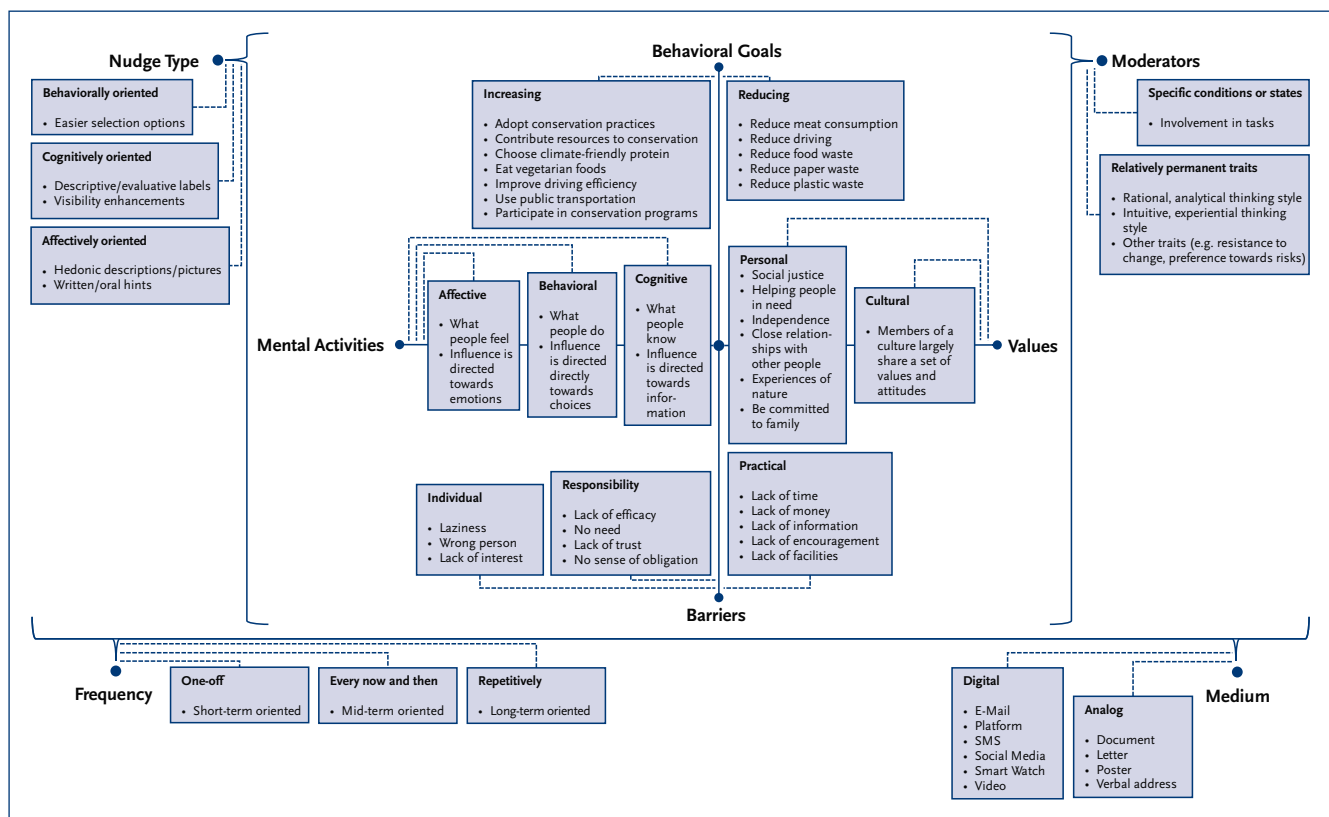 Nudge Type
Behaviorally oriented
• Easier selection options
Cognitively oriented
• Descriptive/evaluative labels
• Visibility enhancements
Affectively oriented
• Hedonic descriptions/pictures
• Written/oral hints
Behavioral Goals
Increasing
• Adopt conservation practices
• Contribute resources to conservation
• Choose climate-friendly protein
• Eat vegetarian foods
• Improve driving efficiency
• Use public transportation
• Participate in conservation programs
Reducing
• Reduce meat consumption
• Reduce driving
• Reduce food waste
• Reduce paper waste
• Reduce plastic waste
Moderators
Specific conditions or states
• Involvement in tasks
Relatively permanent traits
• Rational, analytical thinking style
• Intuitive, experiential thinking
style
• Other traits (e.g. resistance to
change, preference towards risks)
Mental Activities
Affective
• What
people feel
• Influence is
directed
towards
emotions
Behavioral
• What
people do
• Influence
is directed
directly
towards
choices
Cognitive
• What
people
know
• Influence
is directed
towards
infor-
mation
Personal
• Social justice
• Helping people
in need
• Independence
• Close relation-
ships with
other people
• Experiences of
nature
• Be committed
to family
Cultural
• Members of a
culture largely
share a set of
values and
attitudes
Values
Individual
• Laziness
• Wrong person
• Lack of interest
Responsibility
• Lack of efficacy
• No need
• Lack of trust
• No sense of obligation
Practical
• Lack of time
• Lack of money
• Lack of information
• Lack of encouragement
• Lack of facilities
Barriers
Frequency
One-off
• Short-term oriented
Every now and then
• Mid-term oriented
Repetitively
• Long-term oriented
Digital
• E-Mail
• Platform
• SMS
• Social Media
• Smart Watch
• Video
Analog
• Document
• Letter
• Poster
• Verbal address
Medium